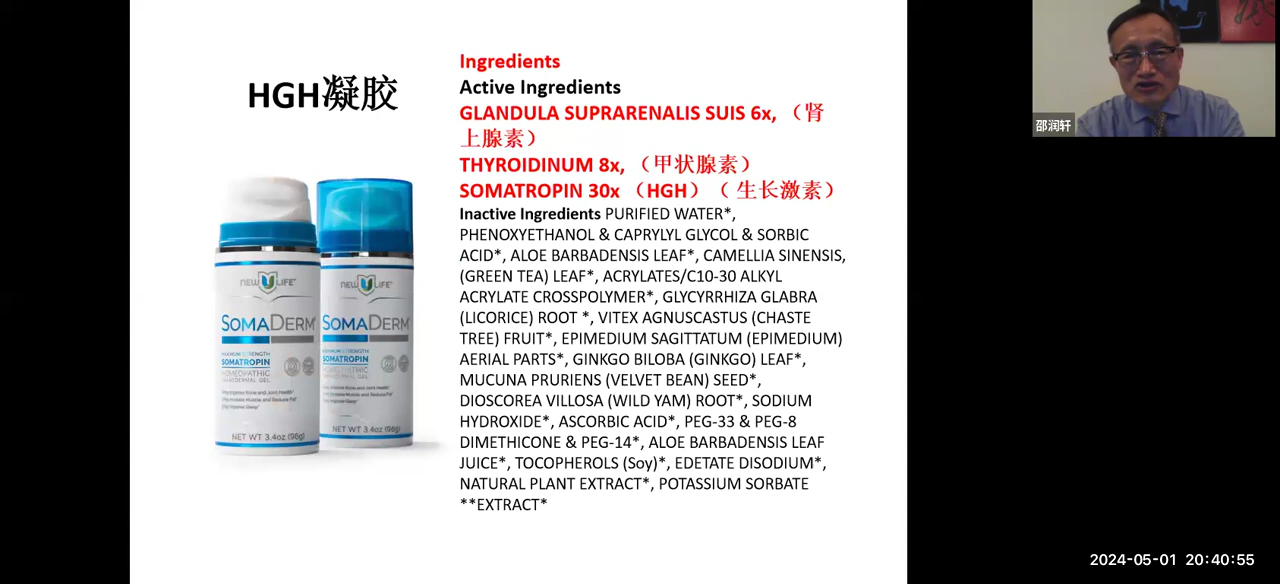 HGH凝胶
Ingredients
Active Ingredients
GLANDULA SUPRARENALIS SUIS 6x, （肾
上腺素）
THYROIDINUM 8x, （甲状腺素）
SOMATROPIN 30x （HGH）（ 生长激素）
Inactive Ingredients PURIFIED WATER*,
PHENOXYETHANOL & CAPRYLYL GLYCOL & SORBIC
ACID*, ALOE BARBADENSIS LEAF*, CAMELLIA SINENSIS,
(GREEN TEA) LEAF*, ACRYLATES/C10-30 ALKYL
ACRYLATE CROSSPOLYMER*, GLYCYRRHIZA GLABRA
(LICORICE) ROOT *, VITEX AGNUSCASTUS (CHASTE
TREE) FRUIT*, EPIMEDIUM SAGITTATUM (EPIMEDIUM)
AERIAL PARTS*, GINKGO BILOBA (GINKGO) LEAF*,
MUCUNA PRURIENS (VELVET BEAN) SEED*,
DIOSCOREA VILLOSA (WILD YAM) ROOT*, SODIUM
HYDROXIDE*, ASCORBIC ACID*, PEG-33 & PEG-8
DIMETHICONE & PEG-14*, ALOE BARBADENSIS LEAF
JUICE*, TOCOPHEROLS (Soy)*, EDETATE DISODIUM*,
NATURAL PLANT EXTRACT*, POTASSIUM SORBATE
**EXTRACT*
NEW LIFE
SOMADERM
MAXIMUM STRENGTH
SOMATROPIN
HOMEOPATHIC
TRANSDERMAL GEL
NET WT 3.4oz (96g)
NEW LIFE
SOMADERM
SOMATROPIN
NET WT 3.4oz (96g)
邵润轩
2024-05-01 20:40:55